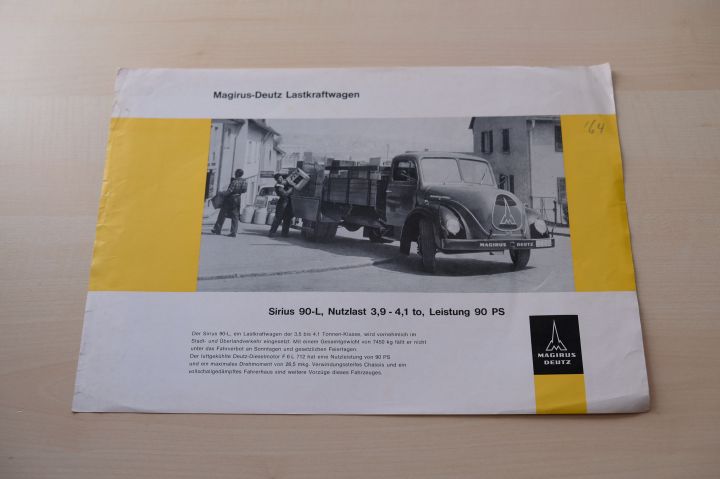 Magirus-Deutz Lastkraftwagen
'64
MAGIRUS DEUTZ
Sirius 90-L, Nutzlast 3,9 - 4,1 to, Leistung 90 PS
Der Sirius 90-L, ein Lastkraftwagen der 3,5 bis 4,1 Tonnen-Klasse, wird vornehmlich im
Stadt- und Überlandverkehr eingesetzt. Mit einem Gesamtgewicht von 7450 kg fällt er nicht
unter das Fahrverbot an Sonntagen und gesetzlichen Feiertagen.
Der luftgekühlte Deutz-Dieselmotor F 6 L 712 hat eine Nutzleistung von 90 PS
und ein maximales Drehmoment von 26,5 mkg. Verwindungssteifes Chassis und ein
vollschallgedämpftes Fahrerhaus sind weitere Vorzüge dieses Fahrzeuges.
MAGIRUS
DEUTZ